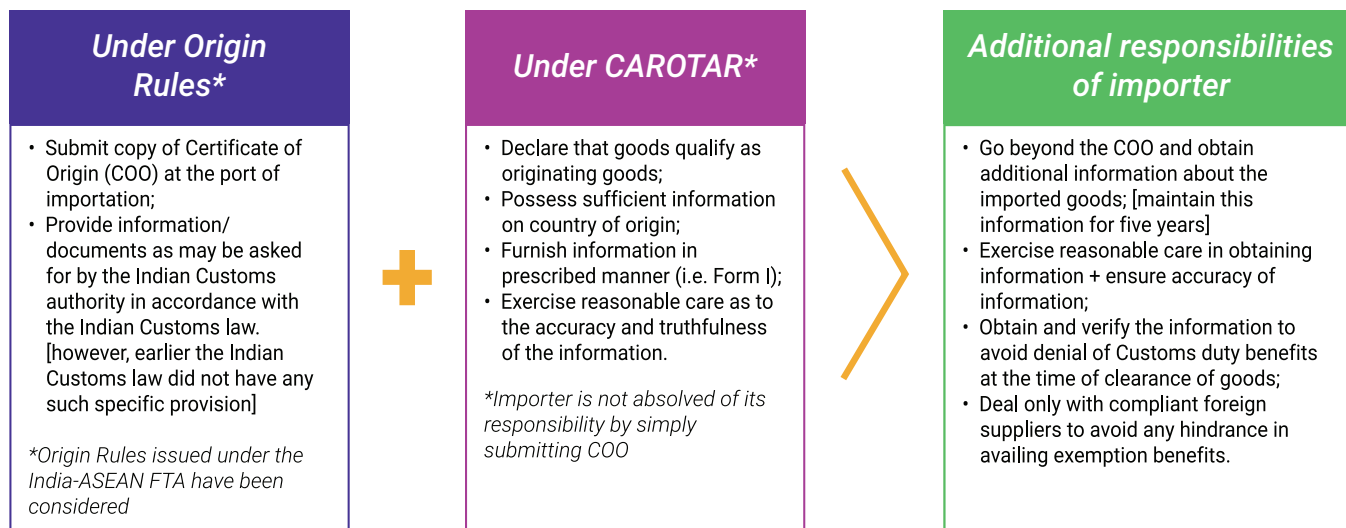 Under Origin
Rules*
• Submit copy of Certificate of
Origin (COO) at the port of
importation;
• Provide information/
documents as may be asked
for by the Indian Customs
authority in accordance with
the Indian Customs law.
[however, earlier the Indian
Customs law did not have any
such specific provision]
*Origin Rules issued under the
India-ASEAN FTA have been
considered
Under CAROTAR*
• Declare that goods qualify as
originating goods;
• Possess sufficient information
on country of origin;
• Furnish information in
prescribed manner (i.e. Form I);
• Exercise reasonable care as to
the accuracy and truthfulness
of the information.
*Importer is not absolved of its
responsibility by simply
submitting COO
Additional responsibilities
of importer
• Go beyond the COO and obtain
additional information about the
imported goods; [maintain this
information for five years]
• Exercise reasonable care in obtaining
information + ensure accuracy of
information;
• Obtain and verify the information to
avoid denial of Customs duty benefits
at the time of clearance of goods;
• Deal only with compliant foreign
suppliers to avoid any hindrance in
availing exemption benefits.